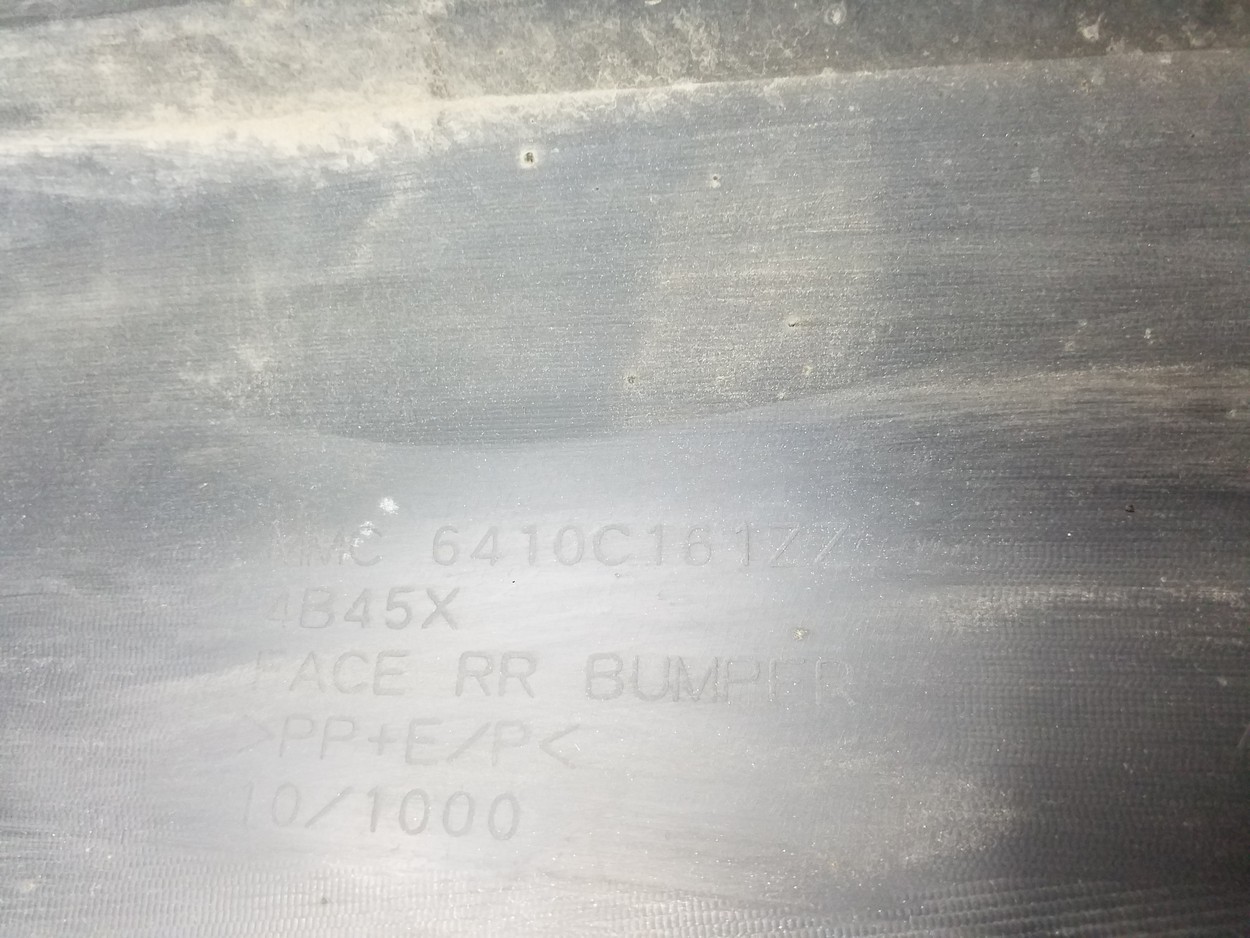 MMC 6410C161ZZ
4B45X
FACE RR BUMPER
>PP+E/P<
10/1000